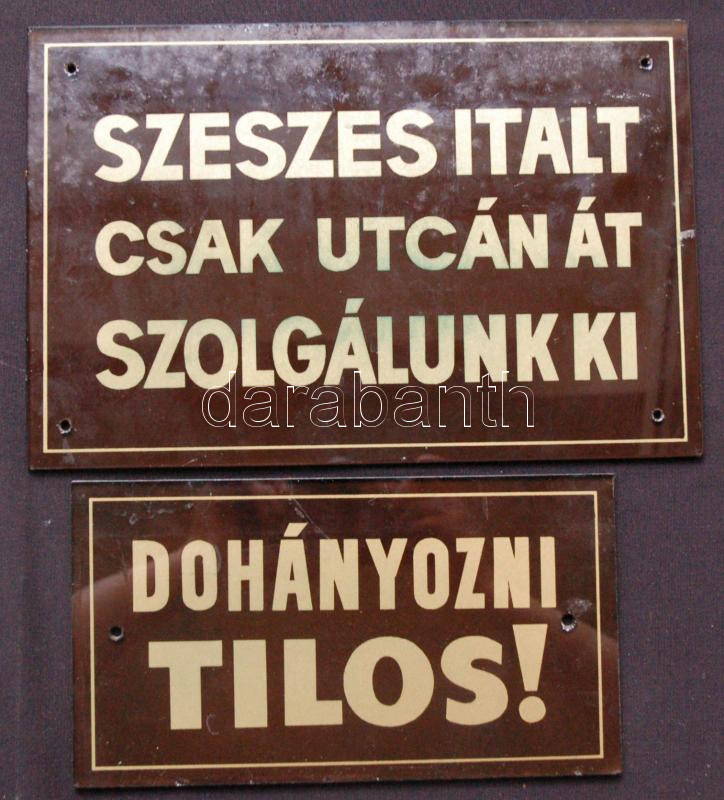 SZESZES ITALT
CSAK UTCÁN ÁT
SZOLGÁLUNK KI
darabanth
DOHÁNYOZNI
TILOS!